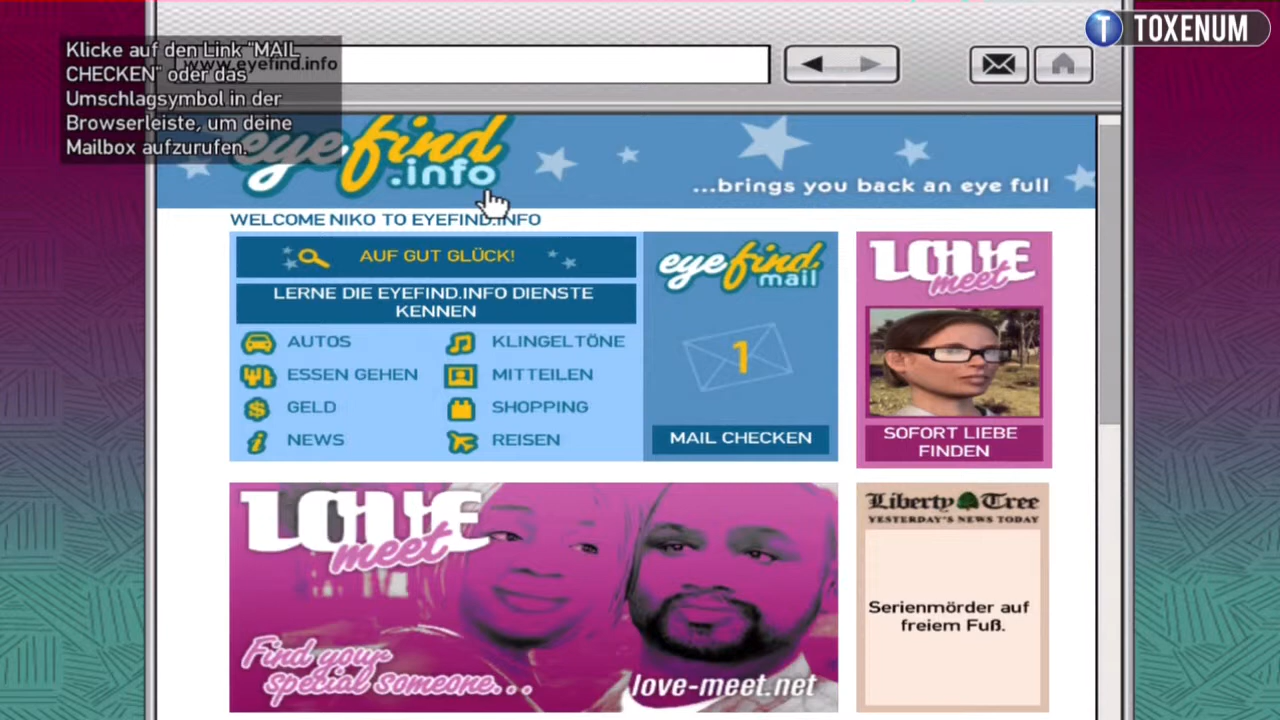 TOXENUM
Klicke auf den Link "MAIL
CHECKEN" oder das
Umschlagsymbol in der
Browserleiste, um deine
Mailbox aufzurufen.
www.eyefind.info
eyefind
.info
...brings you back an eye full
WELCOME NIKO TO EYEFIND.INFO
AUF GUT GLÜCK!
LERNE DIE EYEFIND.INFO DIENSTE
KENNEN
AUTOS
KLINGELTÖNE
ESSEN GEHEN
MITTEILEN
GELD
SHOPPING
NEWS
REISEN
eyefind
mail
1
MAIL CHECKEN
LOVE
meet
SOFORT LIEBE
FINDEN
LOVE
meet
Find your
special someone...
love-meet.net
Liberty Tree
YESTERDAY'S NEWS TODAY
Serienmörder auf
freiem Fuß.